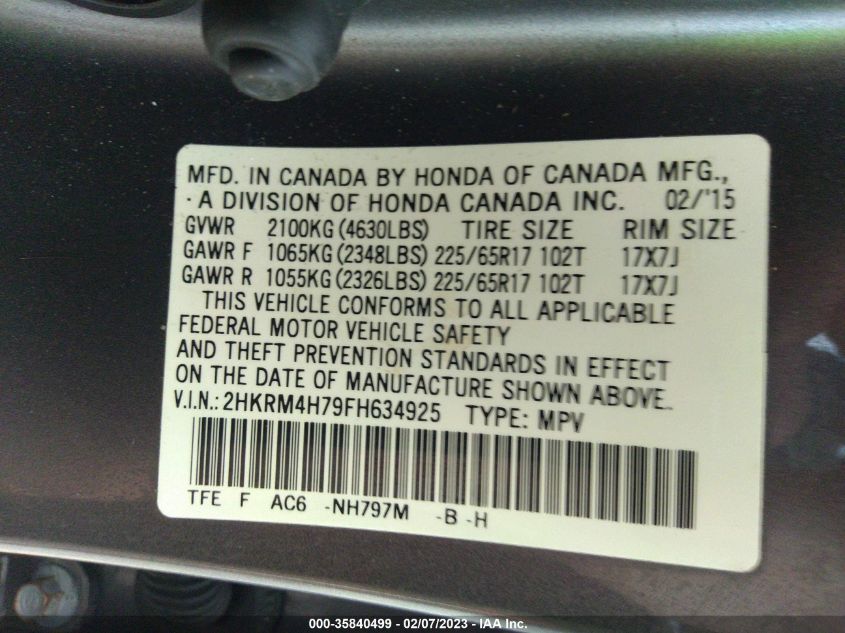 MFD. IN CANADA BY HONDA OF CANADA MFG.,
A DIVISION OF HONDA CANADA INC. 02/'15
GVWR 2100KG (4630LBS) TIRE SIZE RIM SIZE
GAWR F 1065KG (2348LBS) 225/65R17 102T 17X7J
GAWR R 1055KG (2326LBS) 225/65R17 102T 17X7J
THIS VEHICLE CONFORMS TO ALL APPLICABLE
FEDERAL MOTOR VEHICLE SAFETY
AND THEFT PREVENTION STANDARDS IN EFFECT
ON THE DATE OF MANUFACTURE SHOWN ABOVE.
V.I.N.: 2HKRM4H79FH634925 TYPE: MPV
TFE F AC6 -NH797M -B -H
000-35840499 - 02/07/2023 - IAA Inc.